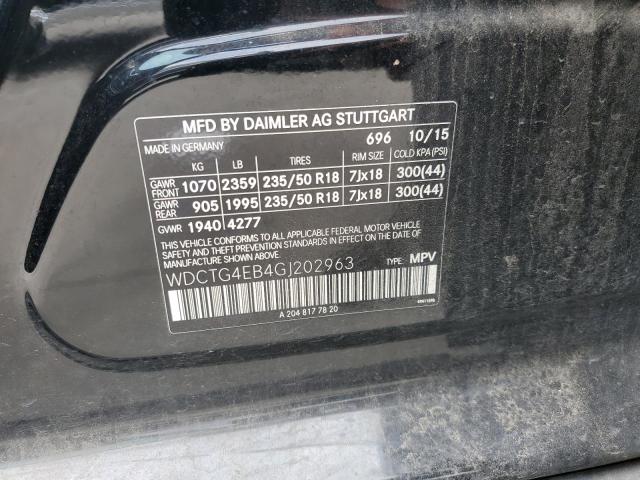 MFD BY DAIMLER AG STUTTGART
MADE IN GERMANY 696 10/15
KG LB TIRES RIM SIZE COLD KPA (PSI)
GAWR FRONT 1070 2359 235/50 R18 7Jx18 300(44)
GAWR REAR 905 1995 235/50 R18 7Jx18 300(44)
GVWR 1940 4277
THIS VEHICLE CONFORMS TO ALL APPLICABLE FEDERAL MOTOR VEHICLE
SAFETY AND THEFT PREVENTION STANDARDS IN EFFECT ON THE
DATE OF MANUFACTURE SHOWN ABOVE.
WDCTG4EB4GJ202963 TYPE: MPV
A 204 817 78 20